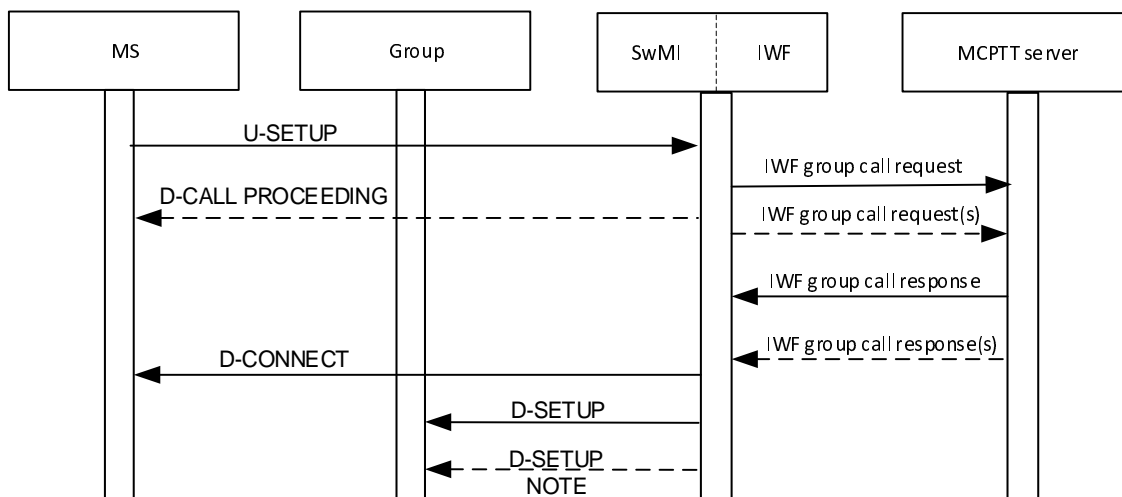 MS
Group
SwMI
IWF
MCPTT server
U-SETUP
IWF group call request
D-CALL PROCEEDING
IWF group call request(s)
IWF group call response
IWF group call response(s)
D-CONNECT
D-SETUP
D-SETUP
NOTE